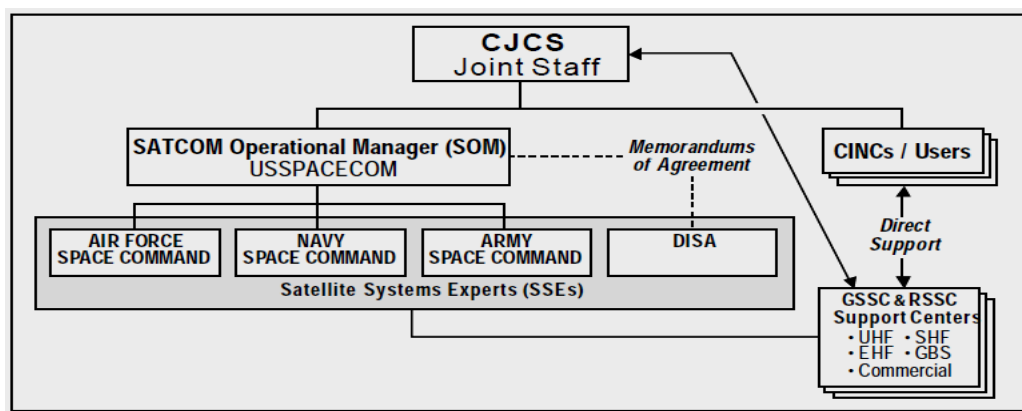 CJCS
Joint Staff
SATCOM Operational Manager (SOM)
USSPACECOM
Memorandums
of Agreement
CINCs / Users
AIR FORCE
SPACE COMMAND
NAVY
SPACE COMMAND
ARMY
SPACE COMMAND
DISA
Direct
Support
Satellite Systems Experts (SSEs)
GSSC & RSSC
Support Centers
· UHF · SHF
· EHF · GBS
· Commercial